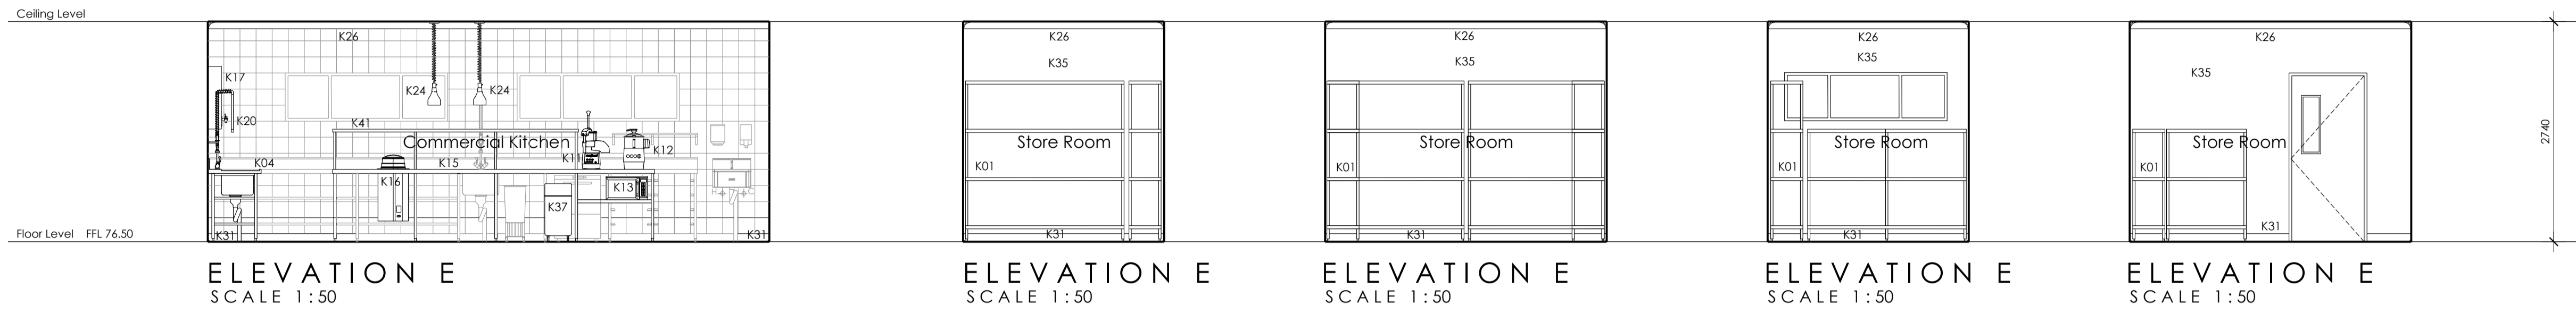 Ceiling Level
K26
K17
K24
K24
K20
K41
Commercial Kitchen
K12
K04
K15
K11
K16
K13
K37
K31
K31
Floor Level FFL 76.50
ELEVATION E
SCALE 1:50
K26
K35
Store Room
K01
K31
ELEVATION E
SCALE 1:50
K26
K35
Store Room
K01
K31
ELEVATION E
SCALE 1:50
K26
K35
Store Room
K01
K31
ELEVATION E
SCALE 1:50
K26
K35
Store Room
K01
K31
ELEVATION E
SCALE 1:50
2740